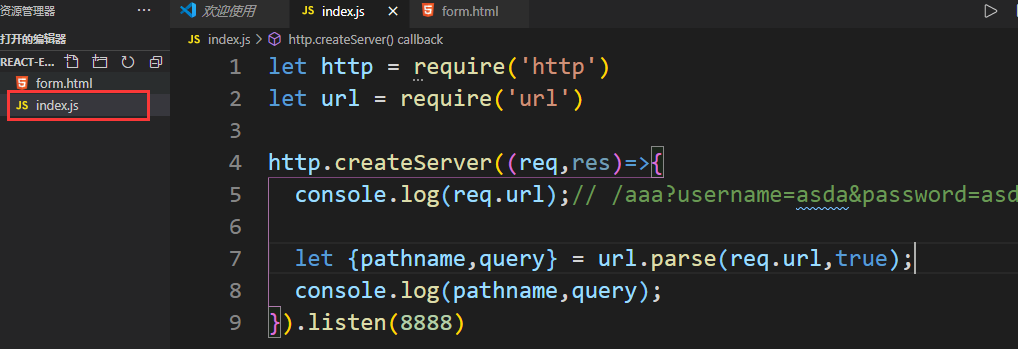 资源管理器
打开的编辑器
REACT-E...
form.html
JS index.js
欢迎使用
JS index.js
form.html
JS index.js > http.createServer() callback
1 let http = require('http')
2 let url = require('url')
3
4 http.createServer((req,res)=>{
5 console.log(req.url);// /aaa?username=asda&password=asd
6
7 let {pathname,query} = url.parse(req.url,true);
8 console.log(pathname,query);
9 }).listen(8888)